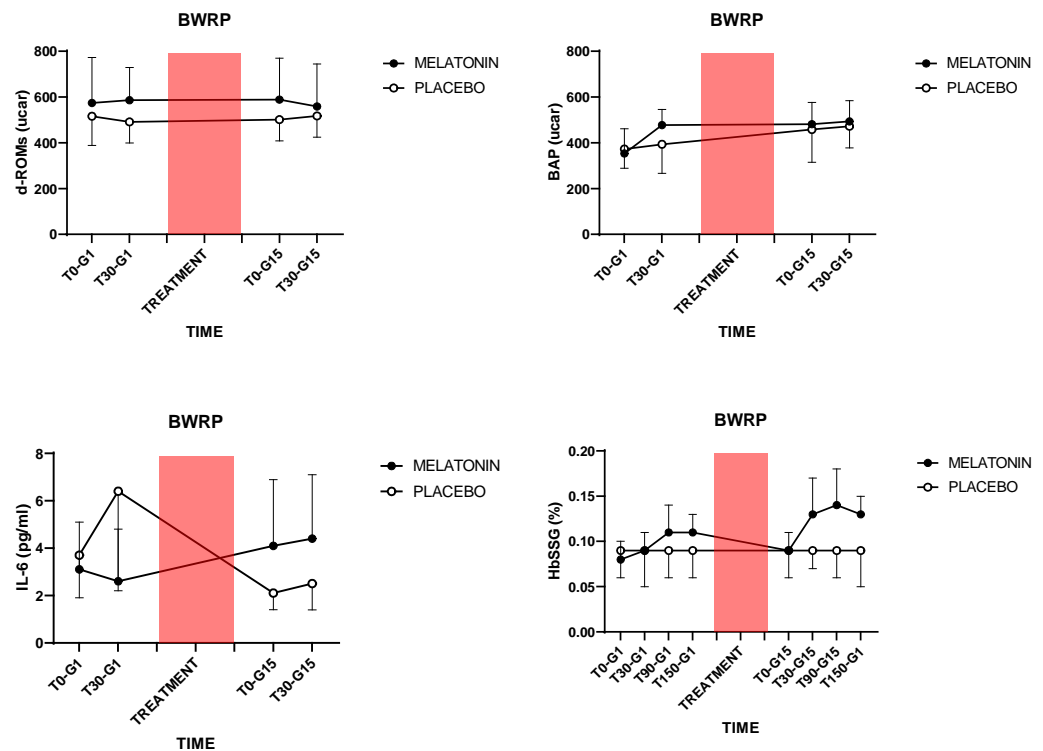 BWRP
800
600
400
200
0
d-ROMs (ucar)
T0-G1
T30-G1
TREATMENT
T0-G15
T30-G15
TIME
MELATONIN
PLACEBO
BWRP
800
600
400
200
0
BAP (ucar)
T0-G1
T30-G1
TREATMENT
T0-G15
T30-G15
TIME
MELATONIN
PLACEBO
BWRP
8
6
4
2
0
IL-6 (pg/ml)
T0-G1
T30-G1
TREATMENT
T0-G15
T30-G15
TIME
MELATONIN
PLACEBO
BWRP
0.20
0.15
0.10
0.05
0.00
HbSSG (%)
T0-G1
T30-G1
T90-G1
T150-G1
TREATMENT
T0-G15
T30-G15
T90-G15
T150-G1
TIME
MELATONIN
PLACEBO